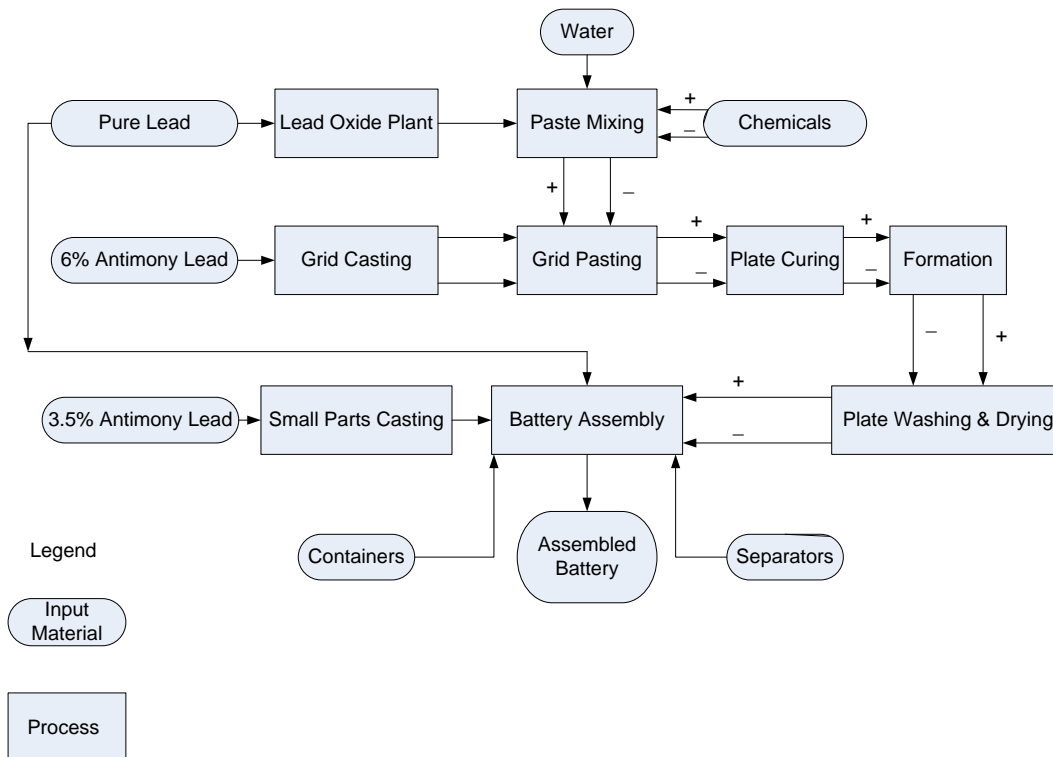 Water
+
Pure Lead
Lead Oxide Plant
Paste Mixing
Chemicals
−
+
−
+
+
6% Antimony Lead
Grid Casting
Grid Pasting
Plate Curing
Formation
−
−
−
+
+
3.5% Antimony Lead
Small Parts Casting
Battery Assembly
Plate Washing & Drying
−
Legend
Containers
Assembled
Battery
Separators
Input
Material
Process